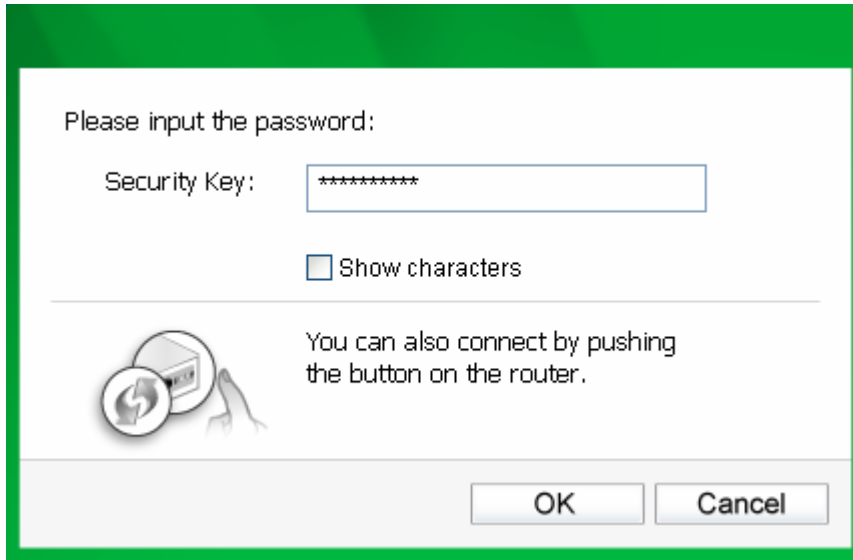 Please input the password:
Security Key: **********
Show characters
You can also connect by pushing
the button on the router.
OK Cancel